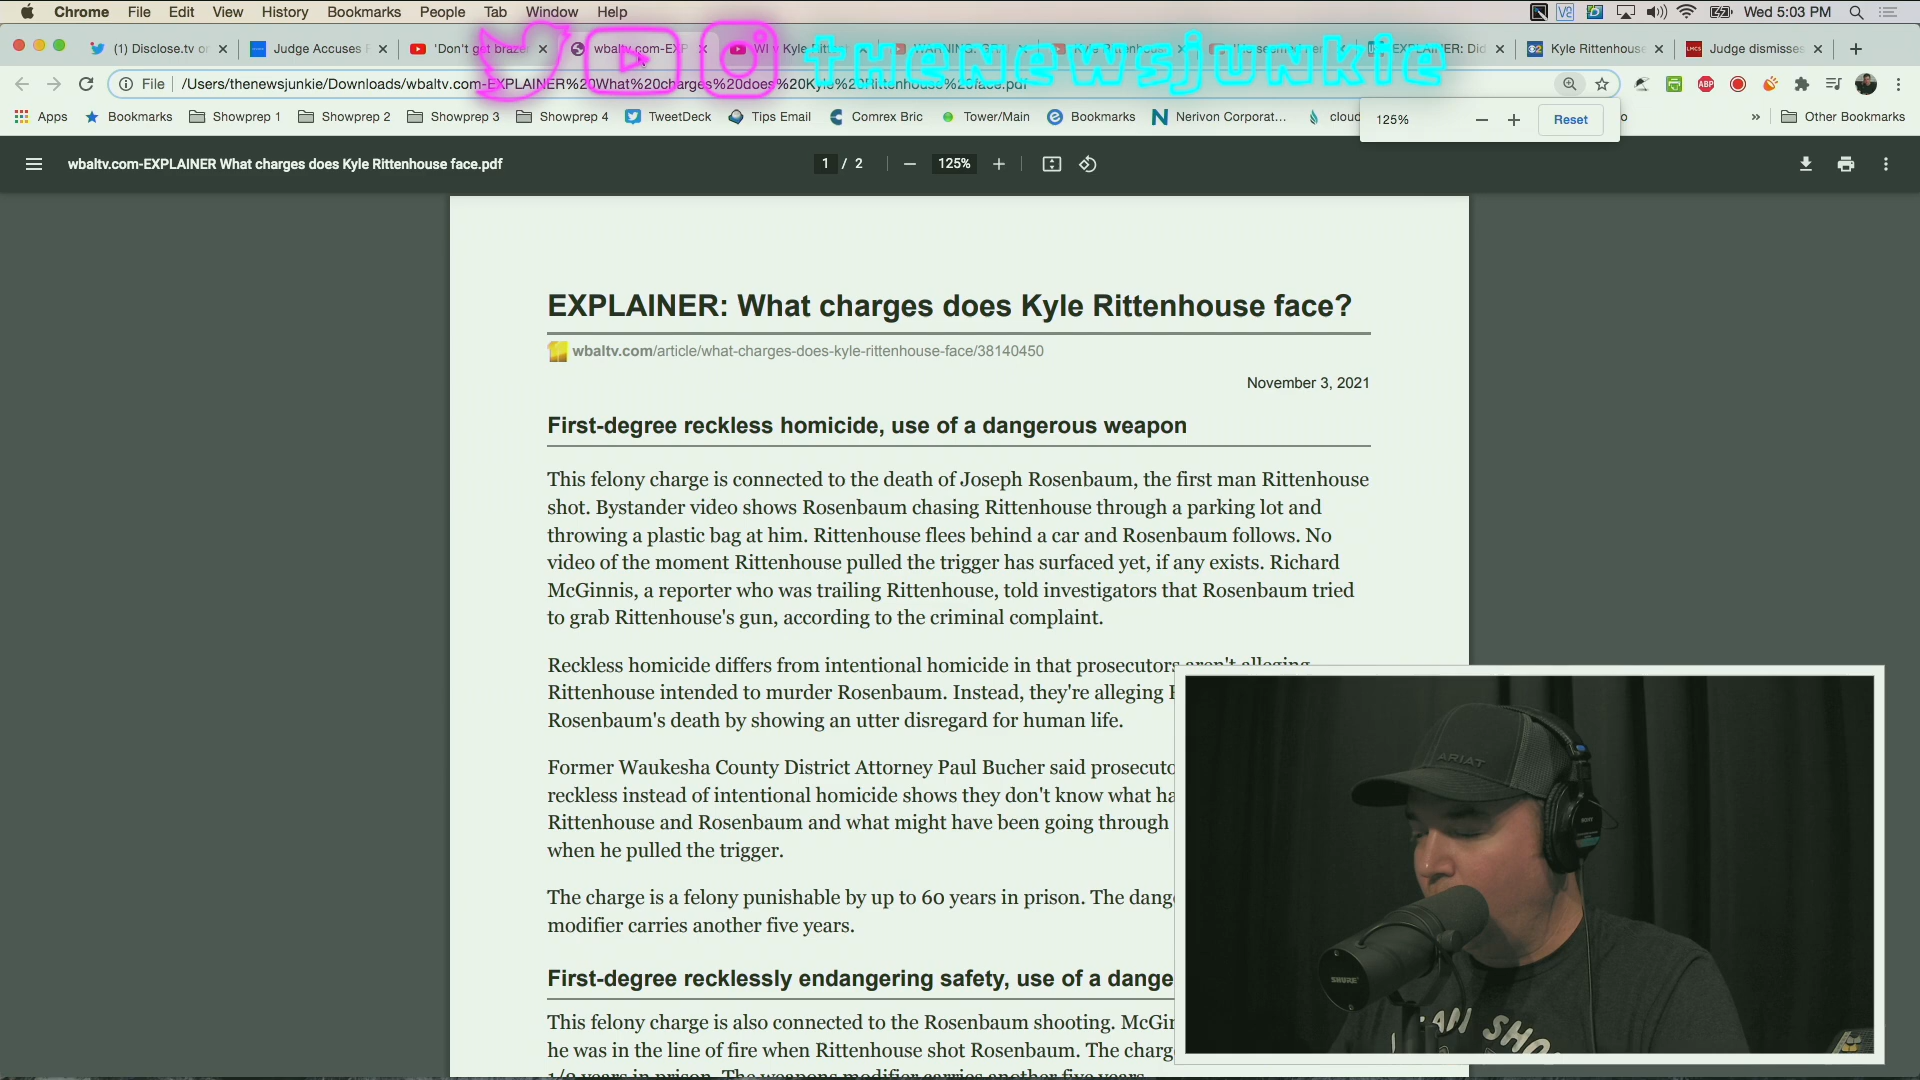 Chrome File Edit View History Bookmarks People Tab Window Help
Wed 5:03 PM
(1) Disclose.tv or
Judge Accuses
'Don't get braze
wbaltv.com-EXP
WI v Kyle Ritt
EXPLAINER: Did
Kyle Rittenhouse
Judge dismisses
thenewsjunkie
File /Users/thenewsjunkie/Downloads/wbaltv.com-EXPLAINER%20What%20charges%20does%20Kyle%20Rittenhouse%20face.pdf
ABP
Apps Bookmarks Showprep 1 Showprep 2 Showprep 3 Showprep 4 TweetDeck Tips Email Comrex Bric Tower/Main Bookmarks Nerivon Corporat... cloud
125% − + Reset
» Other Bookmarks
wbaltv.com-EXPLAINER What charges does Kyle Rittenhouse face.pdf
1 / 2 − 125% +
EXPLAINER: What charges does Kyle Rittenhouse face?
wbaltv.com/article/what-charges-does-kyle-rittenhouse-face/38140450
November 3, 2021
First-degree reckless homicide, use of a dangerous weapon
This felony charge is connected to the death of Joseph Rosenbaum, the first man Rittenhouse
shot. Bystander video shows Rosenbaum chasing Rittenhouse through a parking lot and
throwing a plastic bag at him. Rittenhouse flees behind a car and Rosenbaum follows. No
video of the moment Rittenhouse pulled the trigger has surfaced yet, if any exists. Richard
McGinnis, a reporter who was trailing Rittenhouse, told investigators that Rosenbaum tried
to grab Rittenhouse's gun, according to the criminal complaint.
Reckless homicide differs from intentional homicide in that prosecutors aren't alleging
Rittenhouse intended to murder Rosenbaum. Instead, they're alleging
Rosenbaum's death by showing an utter disregard for human life.
Former Waukesha County District Attorney Paul Bucher said prosecuto
reckless instead of intentional homicide shows they don't know what ha
Rittenhouse and Rosenbaum and what might have been going through
when he pulled the trigger.
The charge is a felony punishable by up to 60 years in prison. The dang
modifier carries another five years.
First-degree recklessly endangering safety, use of a dange
This felony charge is also connected to the Rosenbaum shooting. McGin
he was in the line of fire when Rittenhouse shot Rosenbaum. The charg
1/2 years in prison. The weapons modifier carries another five years.
ARIAT
SONY
SHURE